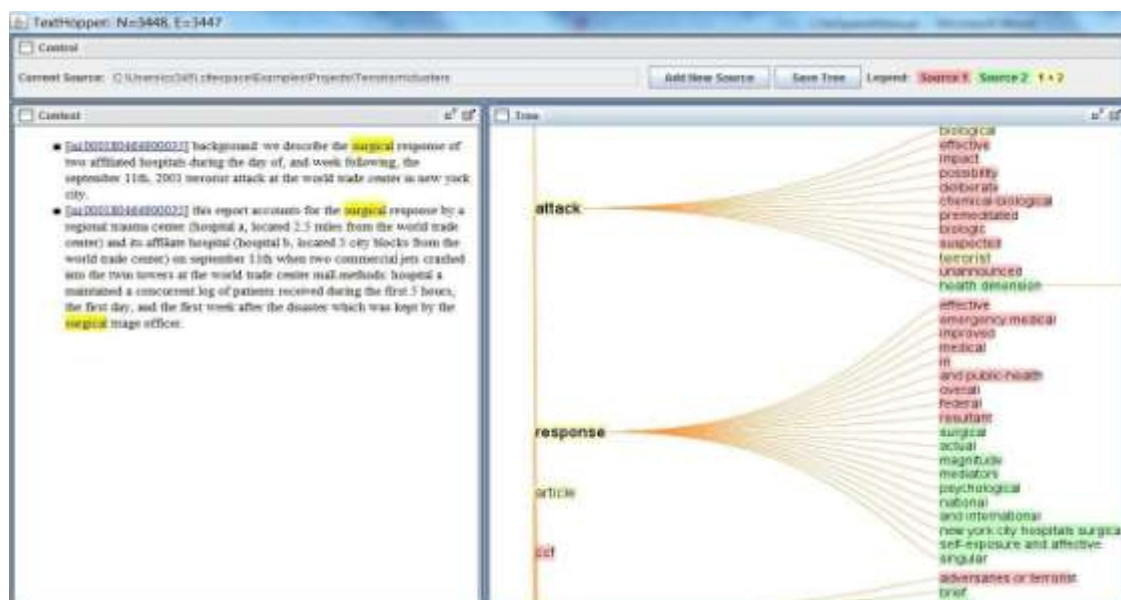 TextHopper: N=3448, E=3447
Control
Current Source:
Add New Source
Save Tree
Legend: Source 1 Source 2 1 + 2
Context
Tree
background: we describe the surgical response of
two affiliated hospitals during the day of, and week following, the
september 11th, 2001 terrorist attack at the world trade center in new york
city.
this report accounts for the surgical response by a
regional trauma center (hospital a, located 2.5 miles from the world trade
center) and its affiliate hospital (hospital b, located 5 city blocks from the
world trade center) on september 11th when two commercial jets crashed
into the twin towers at the world trade center mall. methods: hospital a
maintained a concurrent log of patients received during the first 5 hours,
the first day, and the first week after the disaster which was kept by the
surgical triage officer.
attack
biological
effective
impact
possibility
deliberate
chemical-biological
premeditated
biologic
suspected
terrorist
unannounced
health dimension
response
effective
emergency medical
improved
medical
in
and public-health
overall
federal
resultant
surgical
actual
magnitude
mediators
psychological
national
and international
new york city hospitals surgical
self-exposure and affective
singular
article
adversaries or terrorist
brief